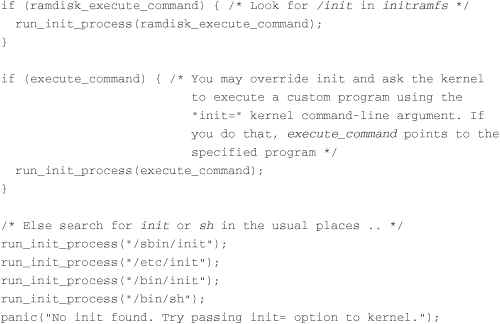 if (ramdisk_execute_command) { /* Look for /init in initramfs */
  run_init_process(ramdisk_execute_command);
}

if (execute_command) { /* You may override init and ask the kernel
                          to execute a custom program using the
                          "init=" kernel command-line argument. If
                          you do that, execute_command points to the
                          specified program */
  run_init_process(execute_command);
}

/* Else search for init or sh in the usual places .. */
run_init_process("/sbin/init");
run_init_process("/etc/init");
run_init_process("/bin/init");
run_init_process("/bin/sh");
panic("No init found. Try passing init= option to kernel.");